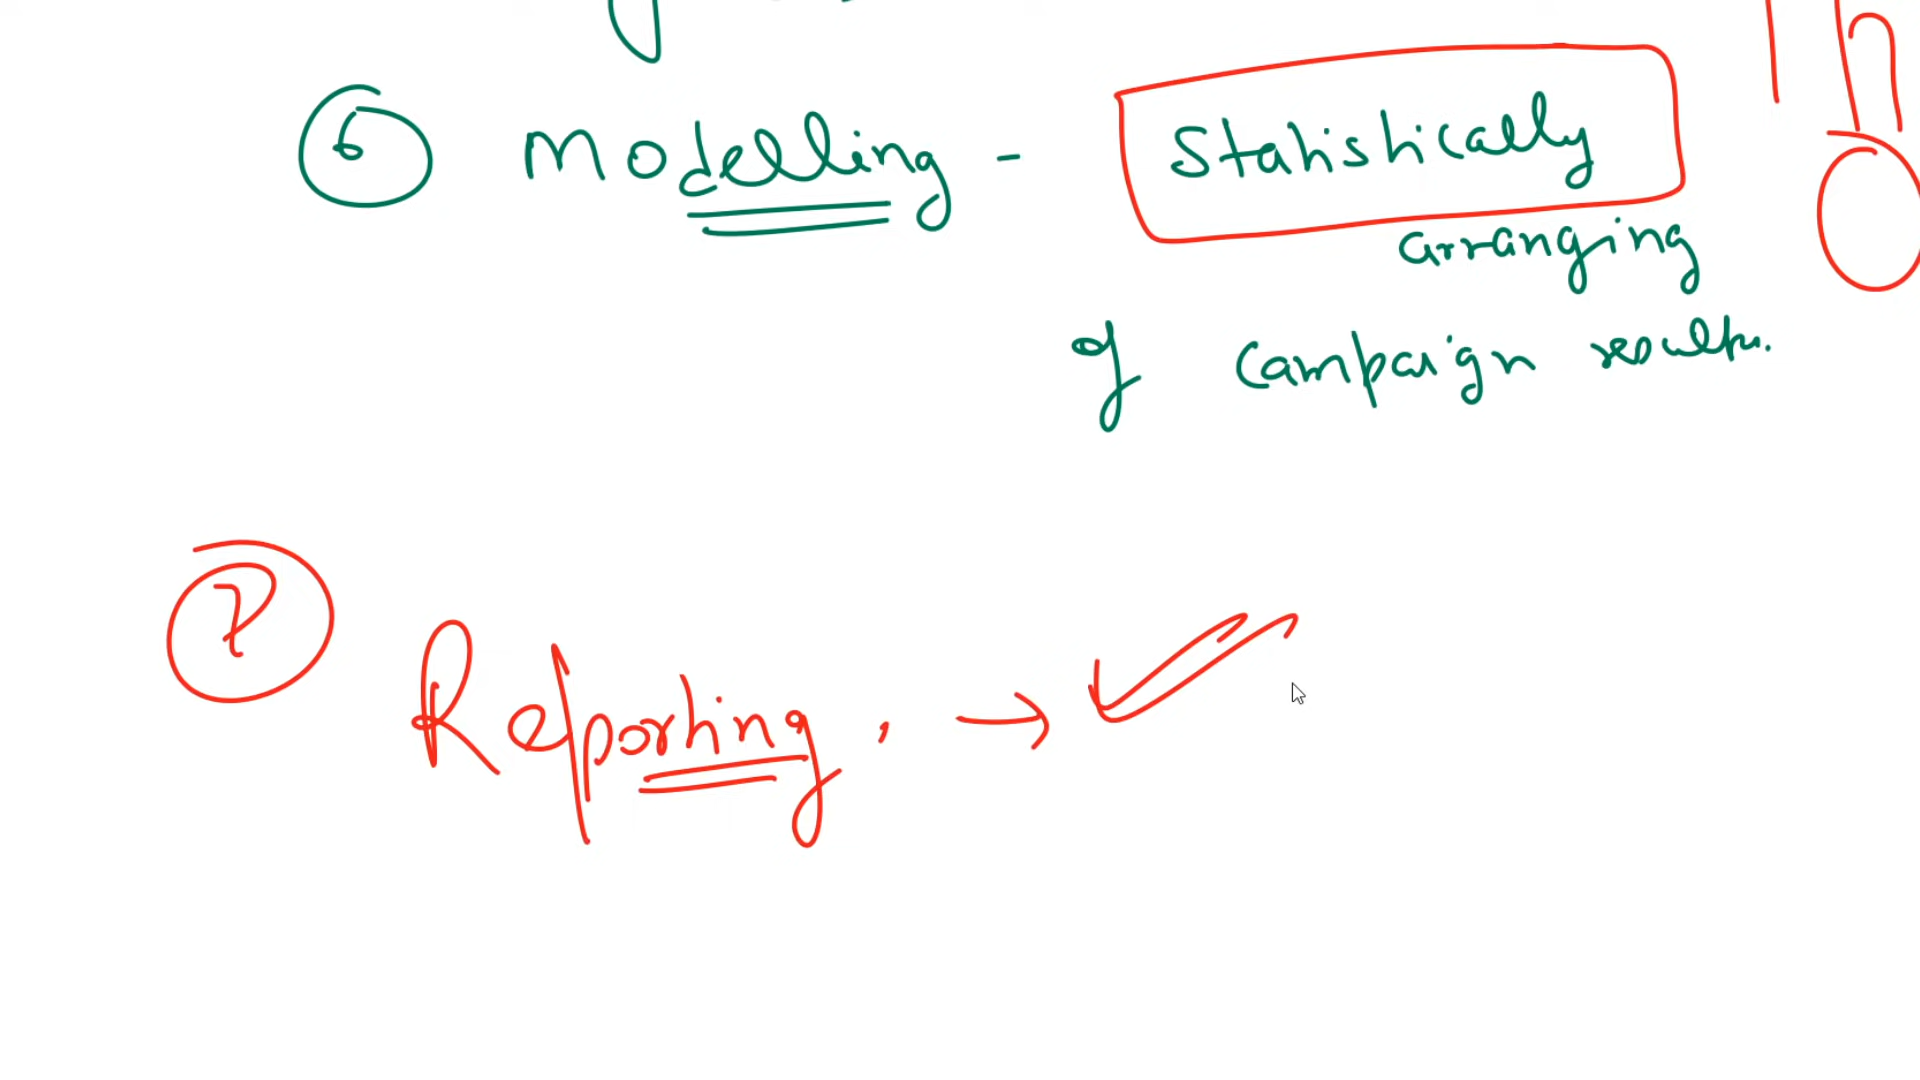 6 Modelling - Statistically
arranging
of campaign results.
7 Reporting, →